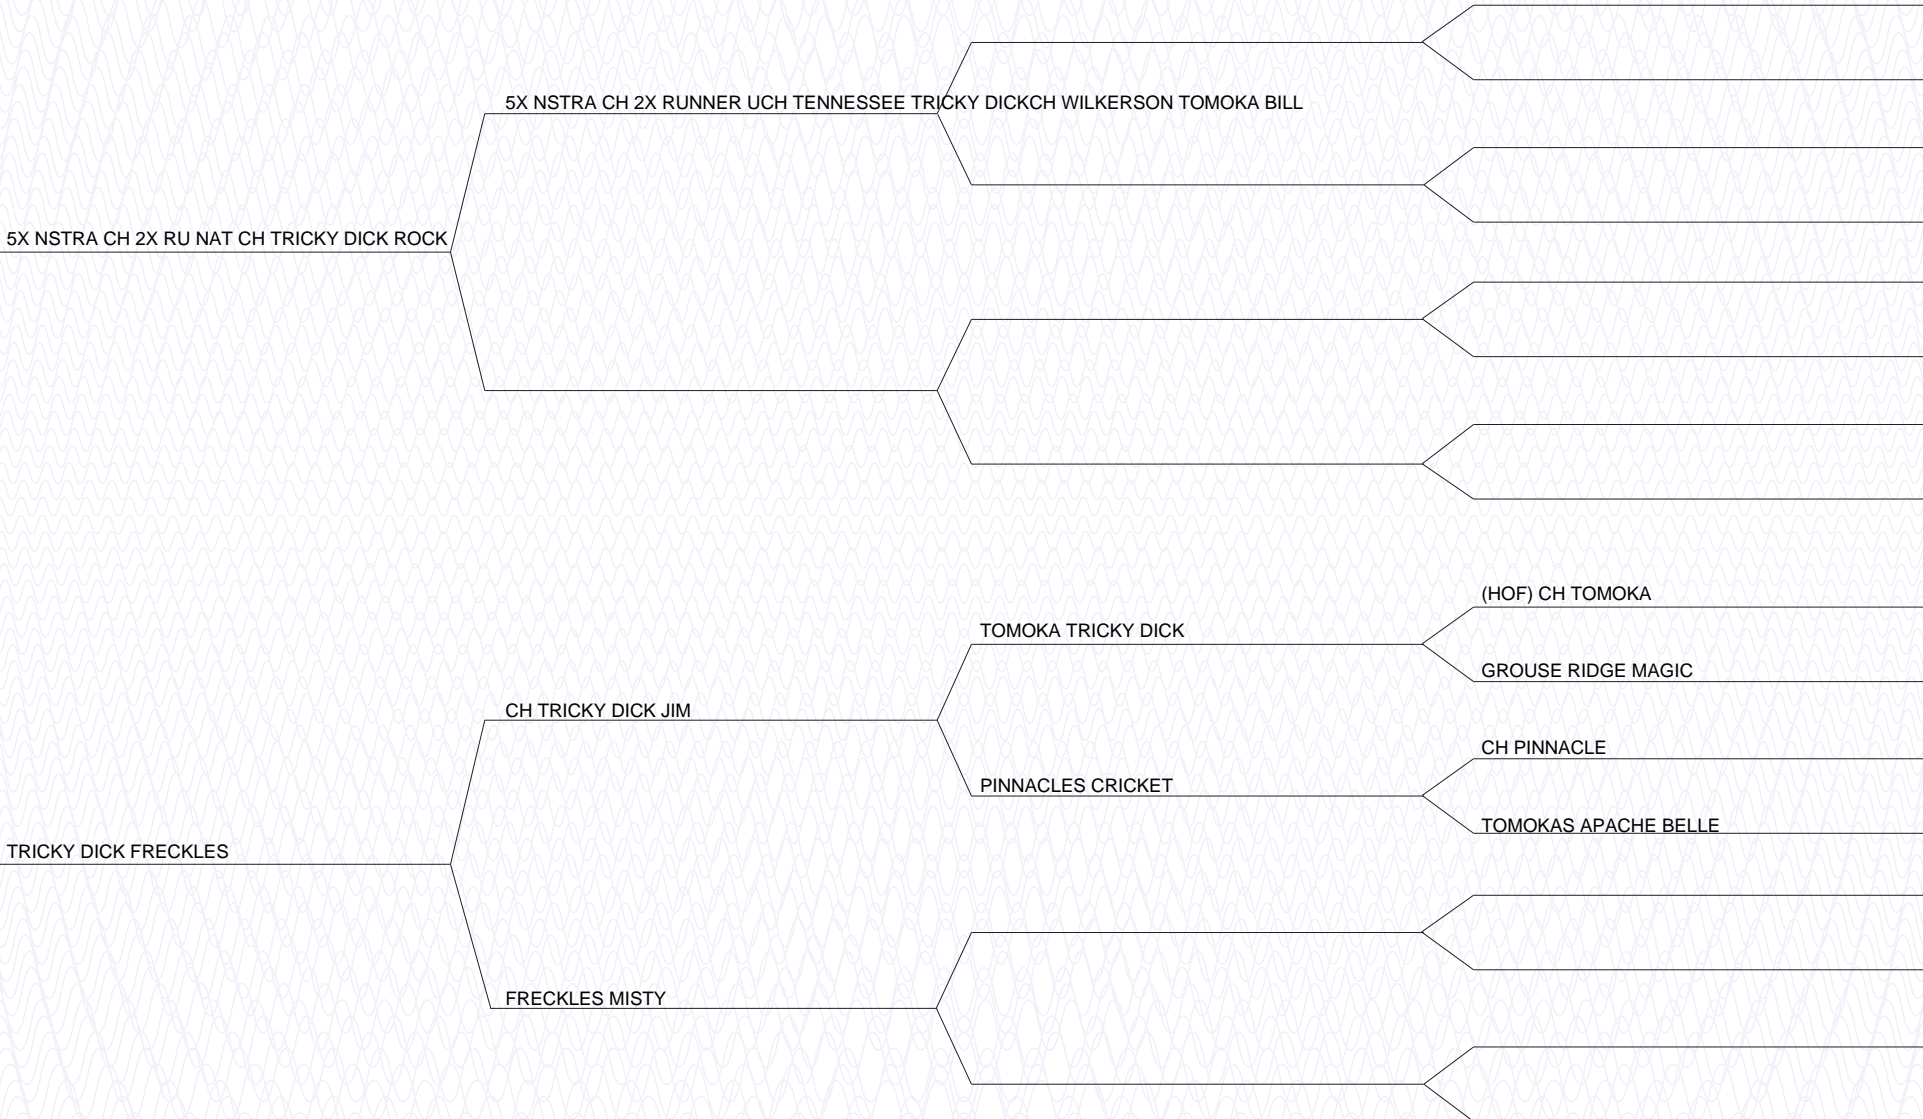 5X NSTRA CH 2X RUNNER UCH TENNESSEE TRICKY DICKCH WILKERSON TOMOKA BILL
5X NSTRA CH 2X RU NAT CH TRICKY DICK ROCK
(HOF) CH TOMOKA
TOMOKA TRICKY DICK
GROUSE RIDGE MAGIC
CH TRICKY DICK JIM
CH PINNACLE
PINNACLES CRICKET
TOMOKAS APACHE BELLE
TRICKY DICK FRECKLES
FRECKLES MISTY